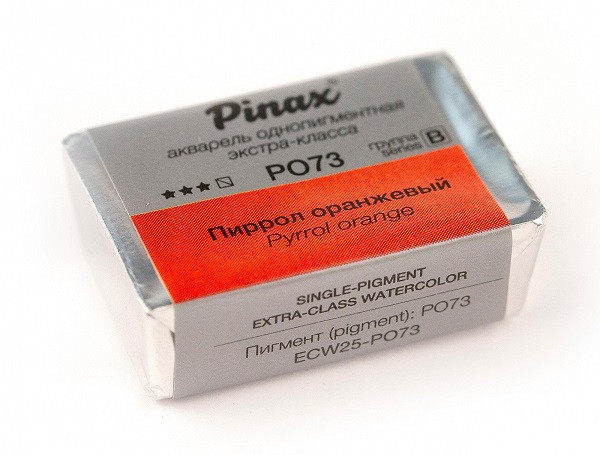 Pinax™
акварель однопигментная
экстра-класса
PO73
группа
series B
★★★
Пиррол оранжевый
Pyrrol orange
SINGLE-PIGMENT
EXTRA-CLASS WATERCOLOR
Пигмент (pigment): PO73
ECW25-PO73